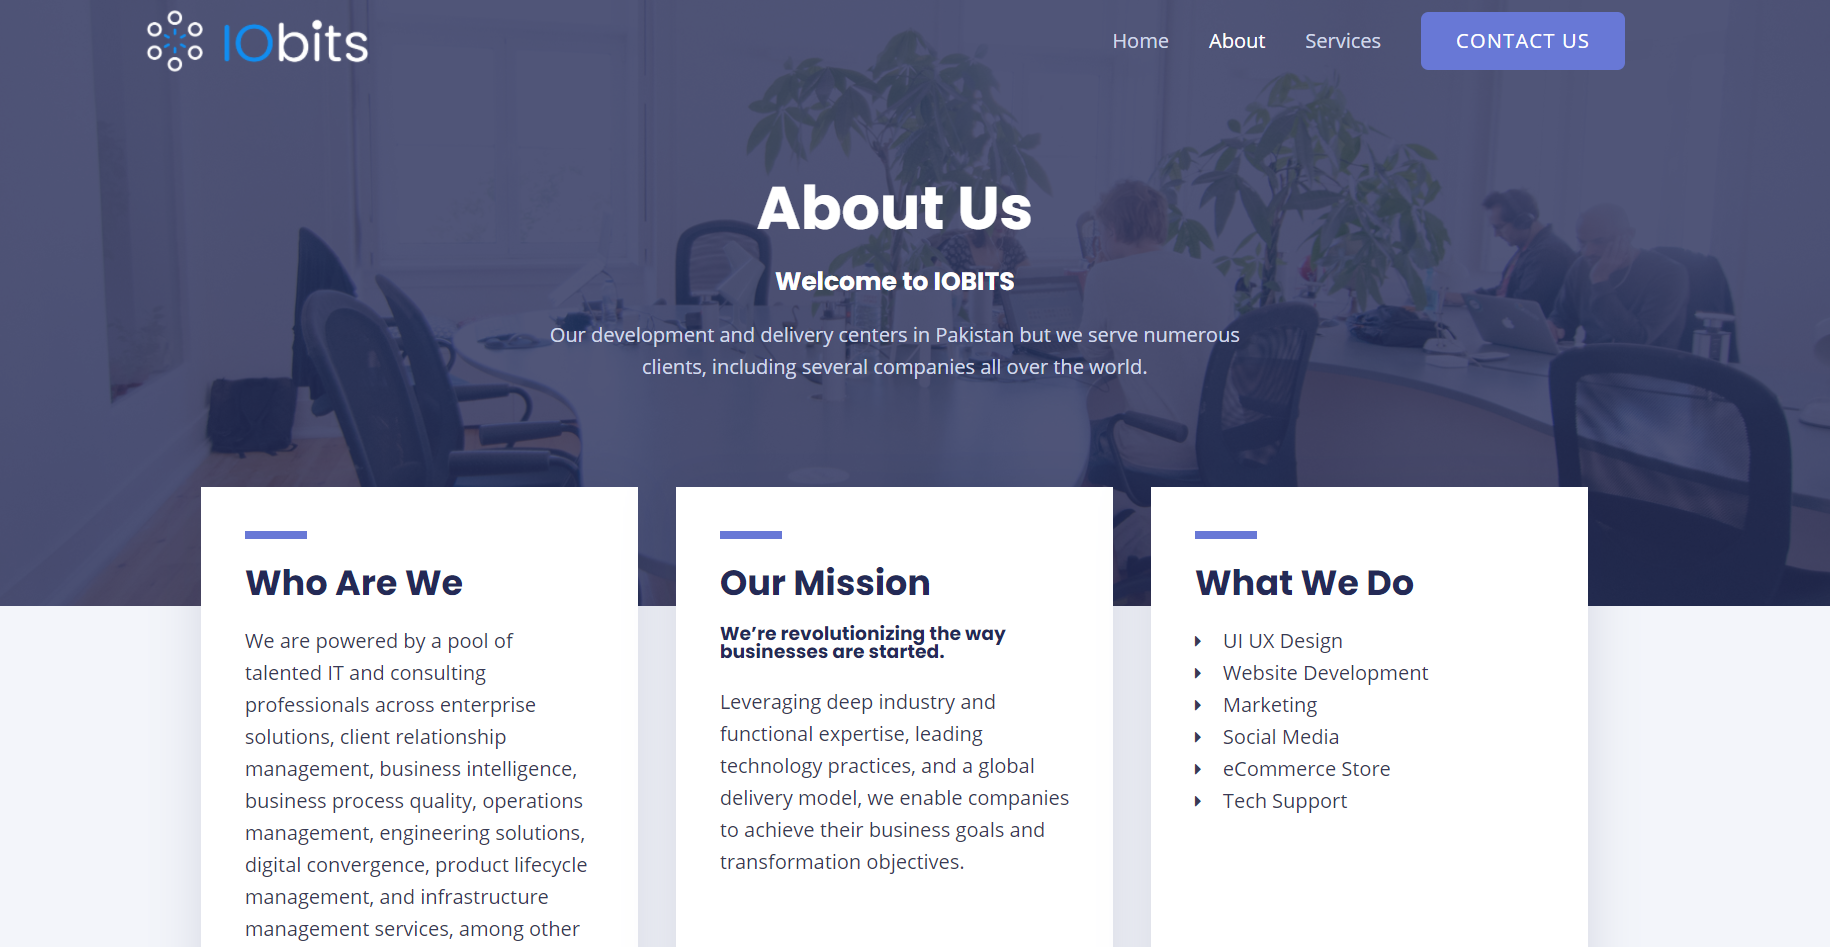 IObits
Home
About
Services
CONTACT US
About Us
Welcome to IOBITS
Our development and delivery centers in Pakistan but we serve numerous
clients, including several companies all over the world.
Who Are We
We are powered by a pool of
talented IT and consulting
professionals across enterprise
solutions, client relationship
management, business intelligence,
business process quality, operations
management, engineering solutions,
digital convergence, product lifecycle
management, and infrastructure
management services, among other
Our Mission
We’re revolutionizing the way
businesses are started.
Leveraging deep industry and
functional expertise, leading
technology practices, and a global
delivery model, we enable companies
to achieve their business goals and
transformation objectives.
What We Do
UI UX Design
Website Development
Marketing
Social Media
eCommerce Store
Tech Support